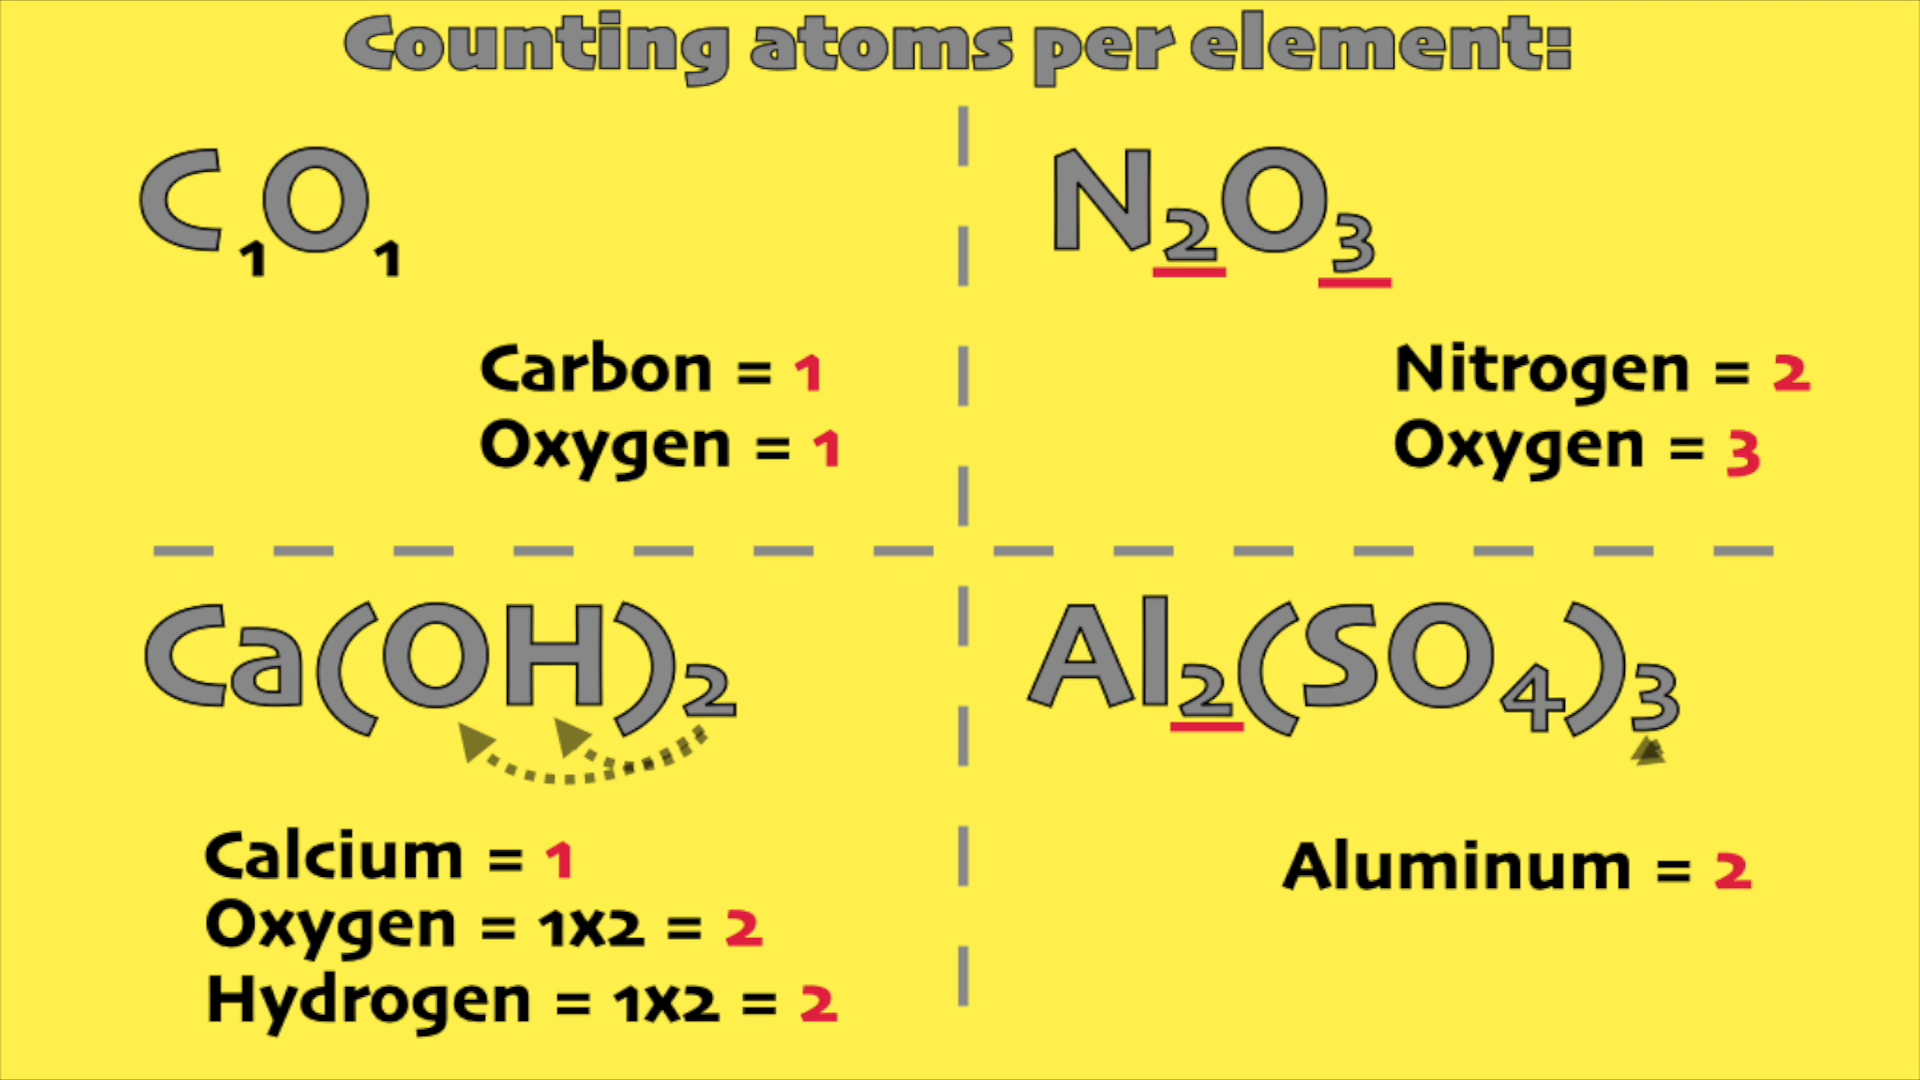 Counting atoms per element:
C₁O₁
Carbon = 1
Oxygen = 1
N₂O₃
Nitrogen = 2
Oxygen = 3
Ca(OH)₂
Calcium = 1
Oxygen = 1x2 = 2
Hydrogen = 1x2 = 2
Al₂(SO₄)₃
Aluminum = 2